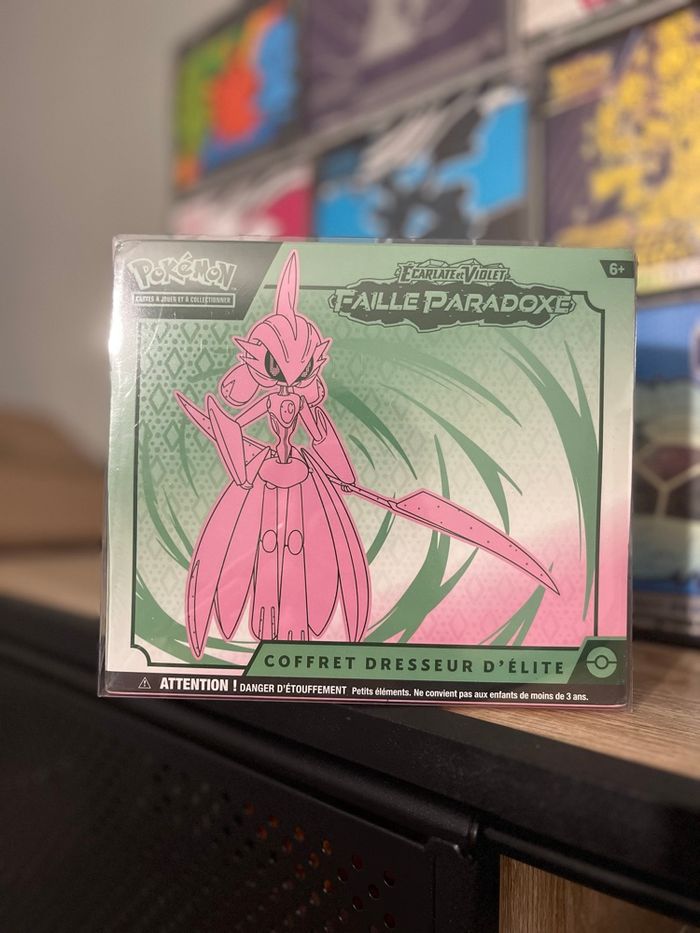 POKéMON
CARTES À JOUER ET À COLLECTIONNER
ÉCARLATE ET VIOLET
FAILLE PARADOXE
6+
COFFRET DRESSEUR D'ÉLITE
ATTENTION ! DANGER D'ÉTOUFFEMENT Petits éléments. Ne convient pas aux enfants de moins de 3 ans.